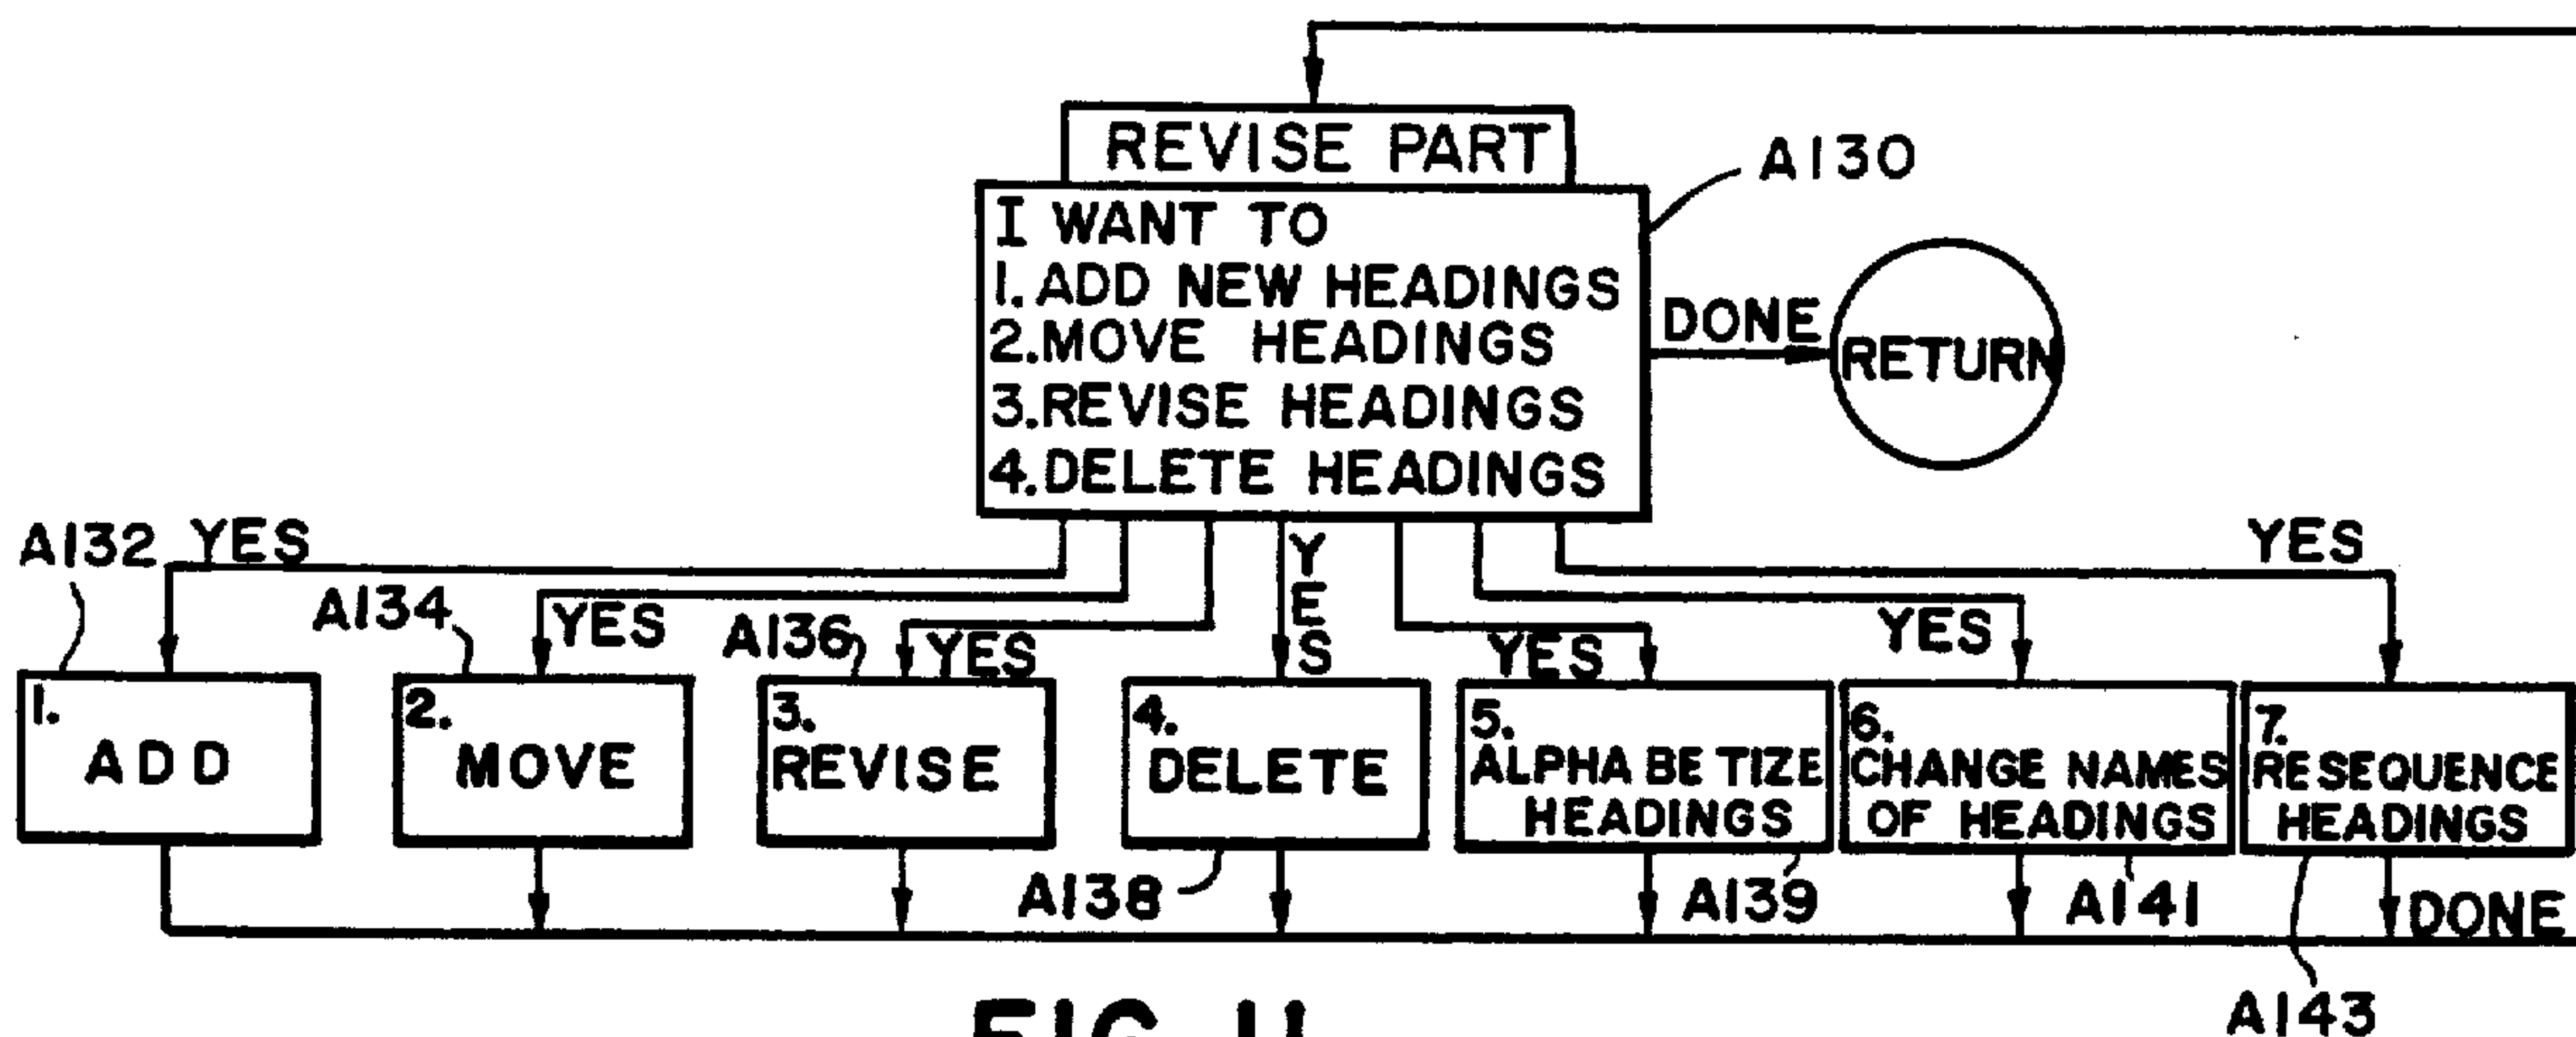 REVISE PART
A130
I WANT TO
1. ADD NEW HEADINGS
2. MOVE HEADINGS
3. REVISE HEADINGS
4. DELETE HEADINGS
DONE
RETURN
A132
YES
A134
YES
A136
YES
YES
YES
YES
YES
1.
ADD
2.
MOVE
3.
REVISE
4.
DELETE
5.
ALPHABETIZE
HEADINGS
6.
CHANGE NAMES
OF HEADINGS
7.
RESEQUENCE
HEADINGS
A138
A139
A141
DONE
A143
FIG. 11